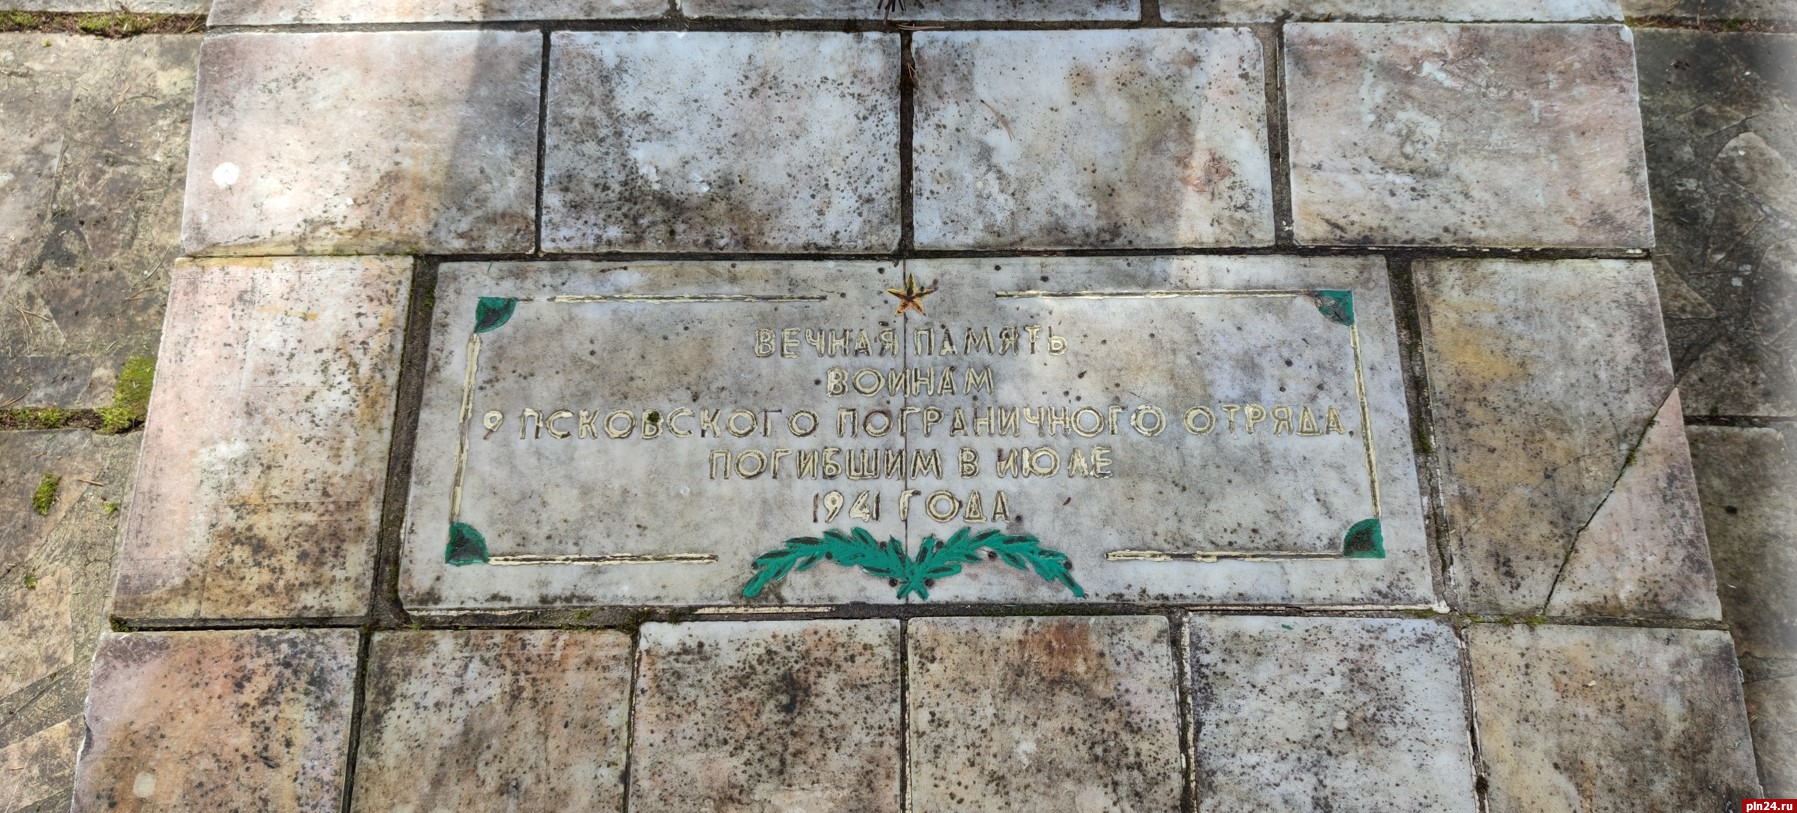 ВЕЧНАЯ ПАМЯТЬ
ВОИНАМ
9 ПСКОВСКОГО ПОГРАНИЧНОГО ОТРЯДА,
ПОГИБШИМ В ИЮЛЕ
1941 ГОДА
pln24.ru